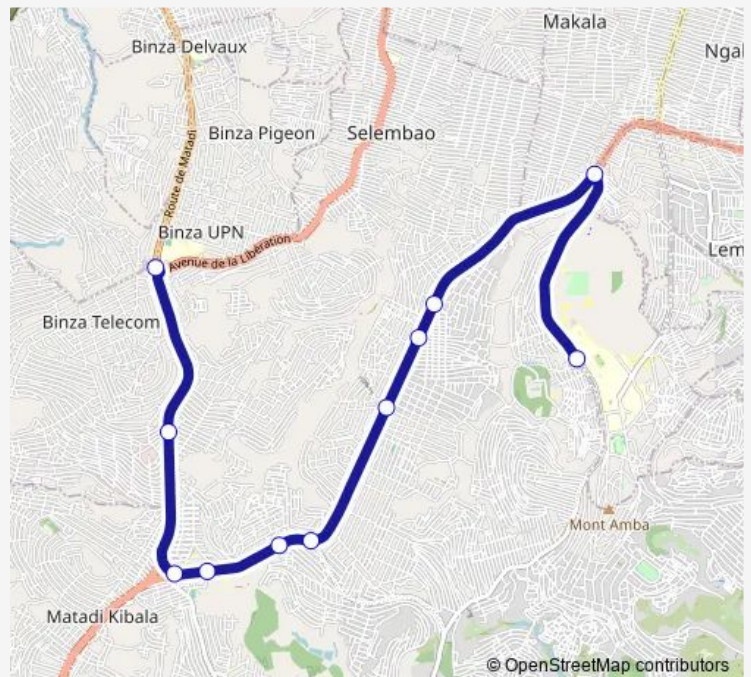 Makala
Binza Delvaux
Ngal
Route de Matadi
Binza Pigeon
Selembao
Binza UPN
Avenue de la Libération
Lem
Binza Telecom
Mont Amba
Matadi Kibala
© OpenStreetMap contributors